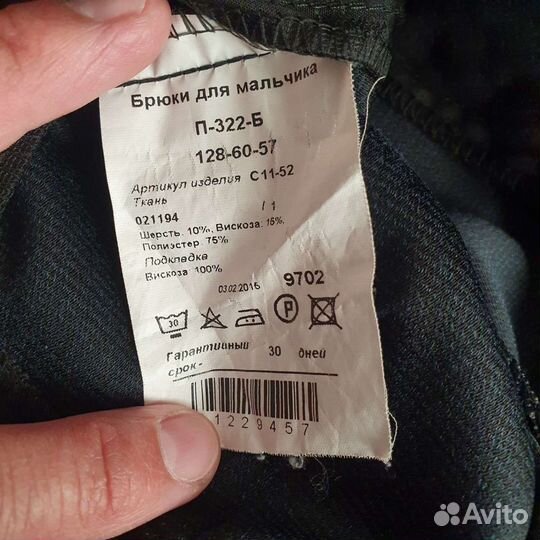 Брюки для мальчика
П-322-Б
128-60-57
Артикул изделия С11-52
Ткань
021194 / 1
Шерсть 10%, Вискоза 15%,
Полиэстер 75%
Подкладка
Вискоза 100%
03.02.2016 9702
30 P
Гарантийный 30 дней
срок-
1229457
Avito